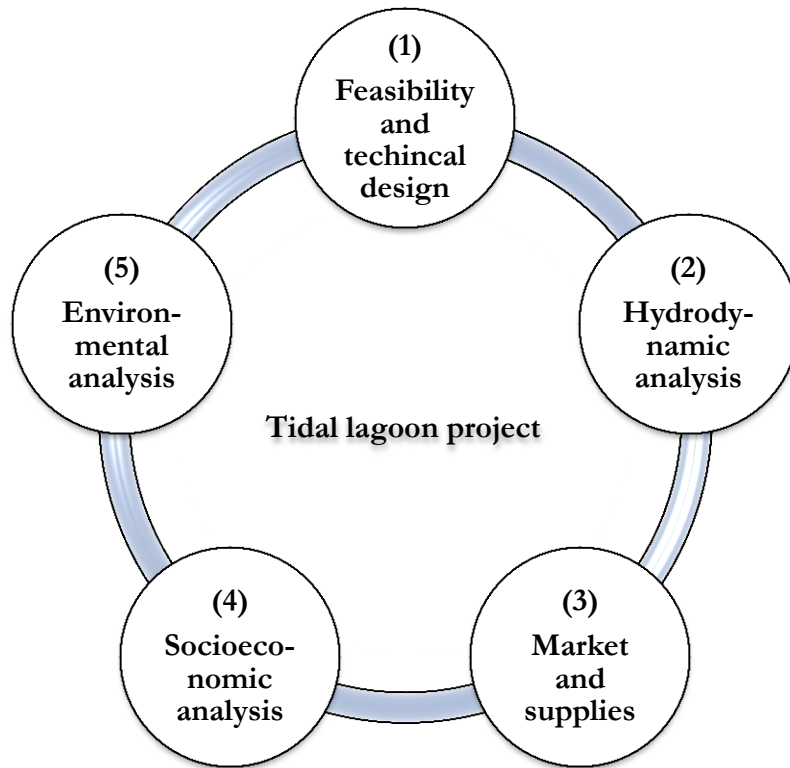 (1)
Feasibility
and
techincal
design
(2)
Hydrody-
namic
analysis
(3)
Market
and
supplies
(4)
Socioeco-
nomic
analysis
(5)
Environ-
mental
analysis
Tidal lagoon project